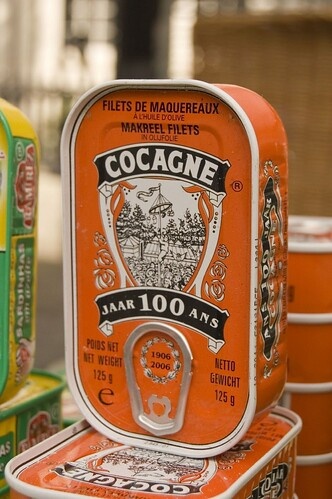 FILETS DE MAQUEREAUX
À L'HUILE D'OLIVE
MAKREEL FILETS
IN OLIJFOLIE
COCAGNE
®
JAAR 100 ANS
POIDS NET
NET WEIGHT
125 g
e
1906
2006
NETTO
GEWICHT
125 g
SARDINHAS
COCAGNE